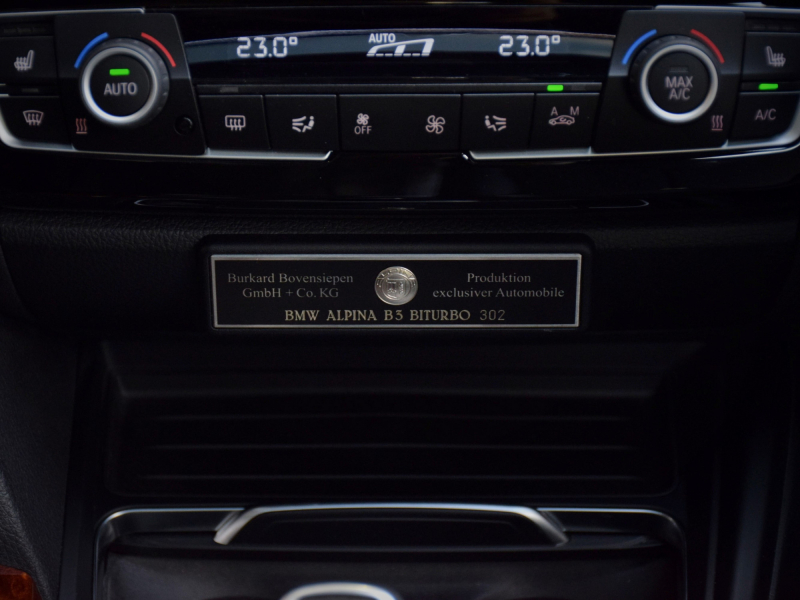 23.0°
AUTO
23.0°
AUTO
MAX
A/C
OFF
A M
A/C
Burkard Bovensiepen
GmbH + Co. KG
Produktion
exclusiver Automobile
BMW ALPINA B3 BITURBO 302